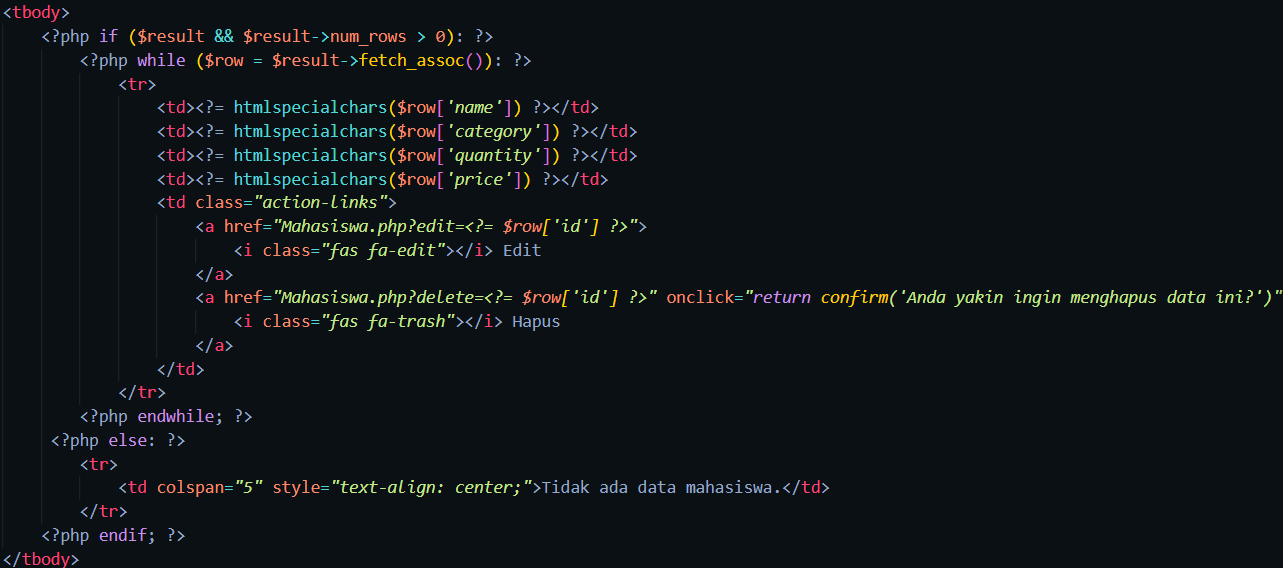 <tbody>
<?php if ($result && $result->num_rows > 0): ?>
<?php while ($row = $result->fetch_assoc()): ?>
<tr>
<td><?= htmlspecialchars($row['name']) ?></td>
<td><?= htmlspecialchars($row['category']) ?></td>
<td><?= htmlspecialchars($row['quantity']) ?></td>
<td><?= htmlspecialchars($row['price']) ?></td>
<td class="action-links">
<a href="Mahasiswa.php?edit=<?= $row['id'] ?>">
<i class="fas fa-edit"></i> Edit
</a>
<a href="Mahasiswa.php?delete=<?= $row['id'] ?>" onclick="return confirm('Anda yakin ingin menghapus data ini?')"
<i class="fas fa-trash"></i> Hapus
</a>
</td>
</tr>
<?php endwhile; ?>
<?php else: ?>
<tr>
<td colspan="5" style="text-align: center;">Tidak ada data mahasiswa.</td>
</tr>
<?php endif; ?>
</tbody>